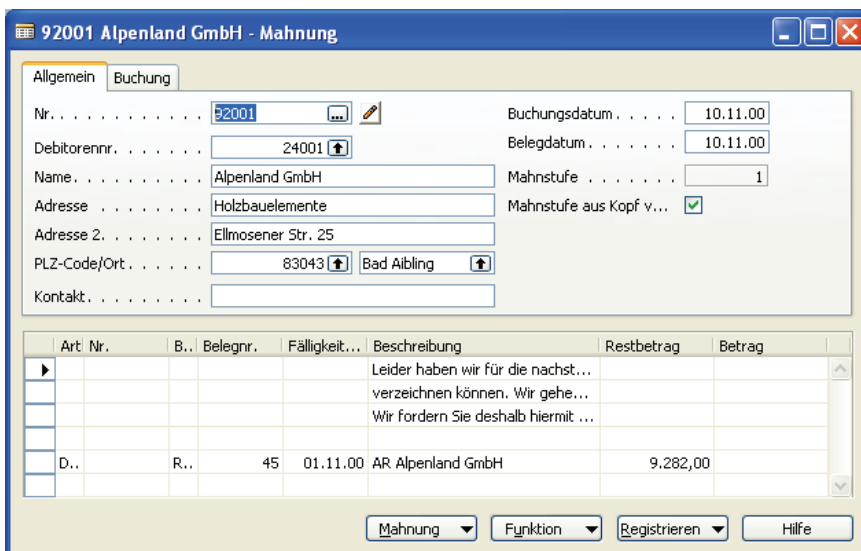 92001 Alpenland GmbH - Mahnung
Allgemein Buchung
Nr. . . . . . . . . . . . . 92001 ...
Debitorennr. . . . . . . . 24001
Name. . . . . . . . . . . Alpenland GmbH
Adresse . . . . . . . . . Holzbauelemente
Adresse 2. . . . . . . . . Ellmosener Str. 25
PLZ-Code/Ort. . . . . . . 83043 Bad Aibling
Kontakt. . . . . . . . . .
Buchungsdatum . . . . . 10.11.00
Belegdatum . . . . . . . 10.11.00
Mahnstufe . . . . . . . 1
Mahnstufe aus Kopf v...
Art Nr. B.. Belegnr. Fälligkeit... Beschreibung Restbetrag Betrag
Leider haben wir für die nachst...
verzeichnen können. Wir gehe...
Wir fordern Sie deshalb hiermit ...
D.. R.. 45 01.11.00 AR Alpenland GmbH 9.282,00
Mahnung Funktion Registrieren Hilfe